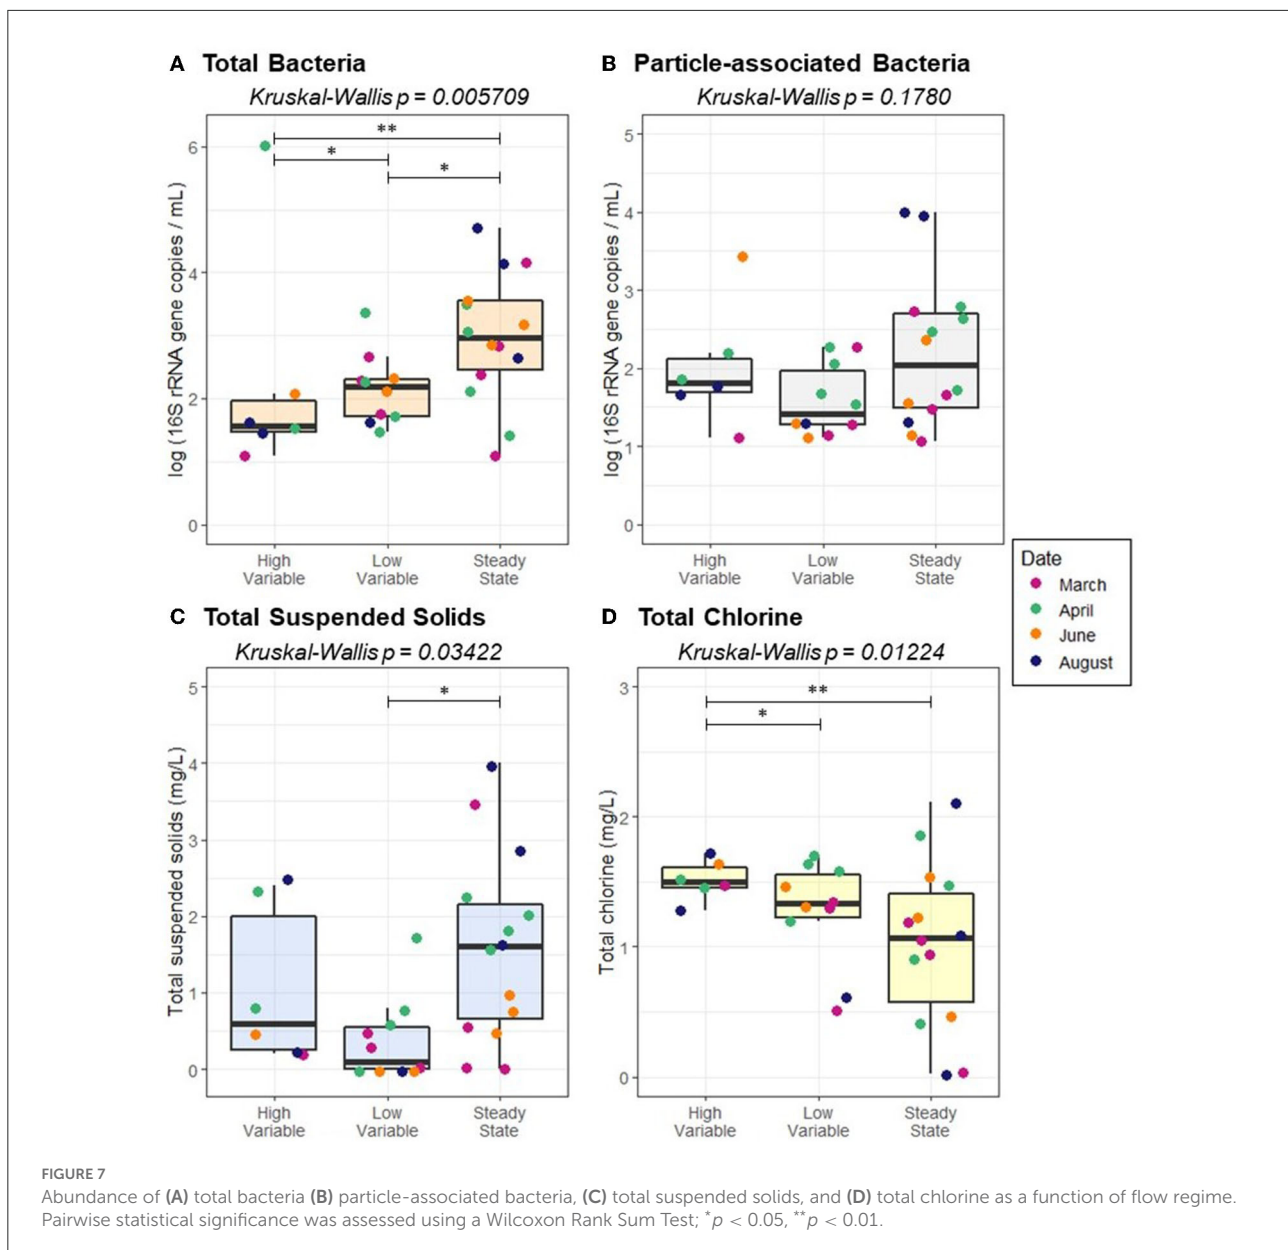 A Total Bacteria
Kruskal-Wallis p = 0.005709
**
*
*
log (16S rRNA gene copies / mL)
6
4
2
0
High Variable
Low Variable
Steady State
B Particle-associated Bacteria
Kruskal-Wallis p = 0.1780
log (16S rRNA gene copies / mL)
5
4
3
2
1
0
High Variable
Low Variable
Steady State
Date
March
April
June
August
C Total Suspended Solids
Kruskal-Wallis p = 0.03422
*
Total suspended solids (mg/L)
5
4
3
2
1
0
High Variable
Low Variable
Steady State
D Total Chlorine
Kruskal-Wallis p = 0.01224
**
*
Total chlorine (mg/L)
3
2
1
0
High Variable
Low Variable
Steady State
FIGURE 7
Abundance of (A) total bacteria (B) particle-associated bacteria, (C) total suspended solids, and (D) total chlorine as a function of flow regime.
Pairwise statistical significance was assessed using a Wilcoxon Rank Sum Test; *p < 0.05, **p < 0.01.